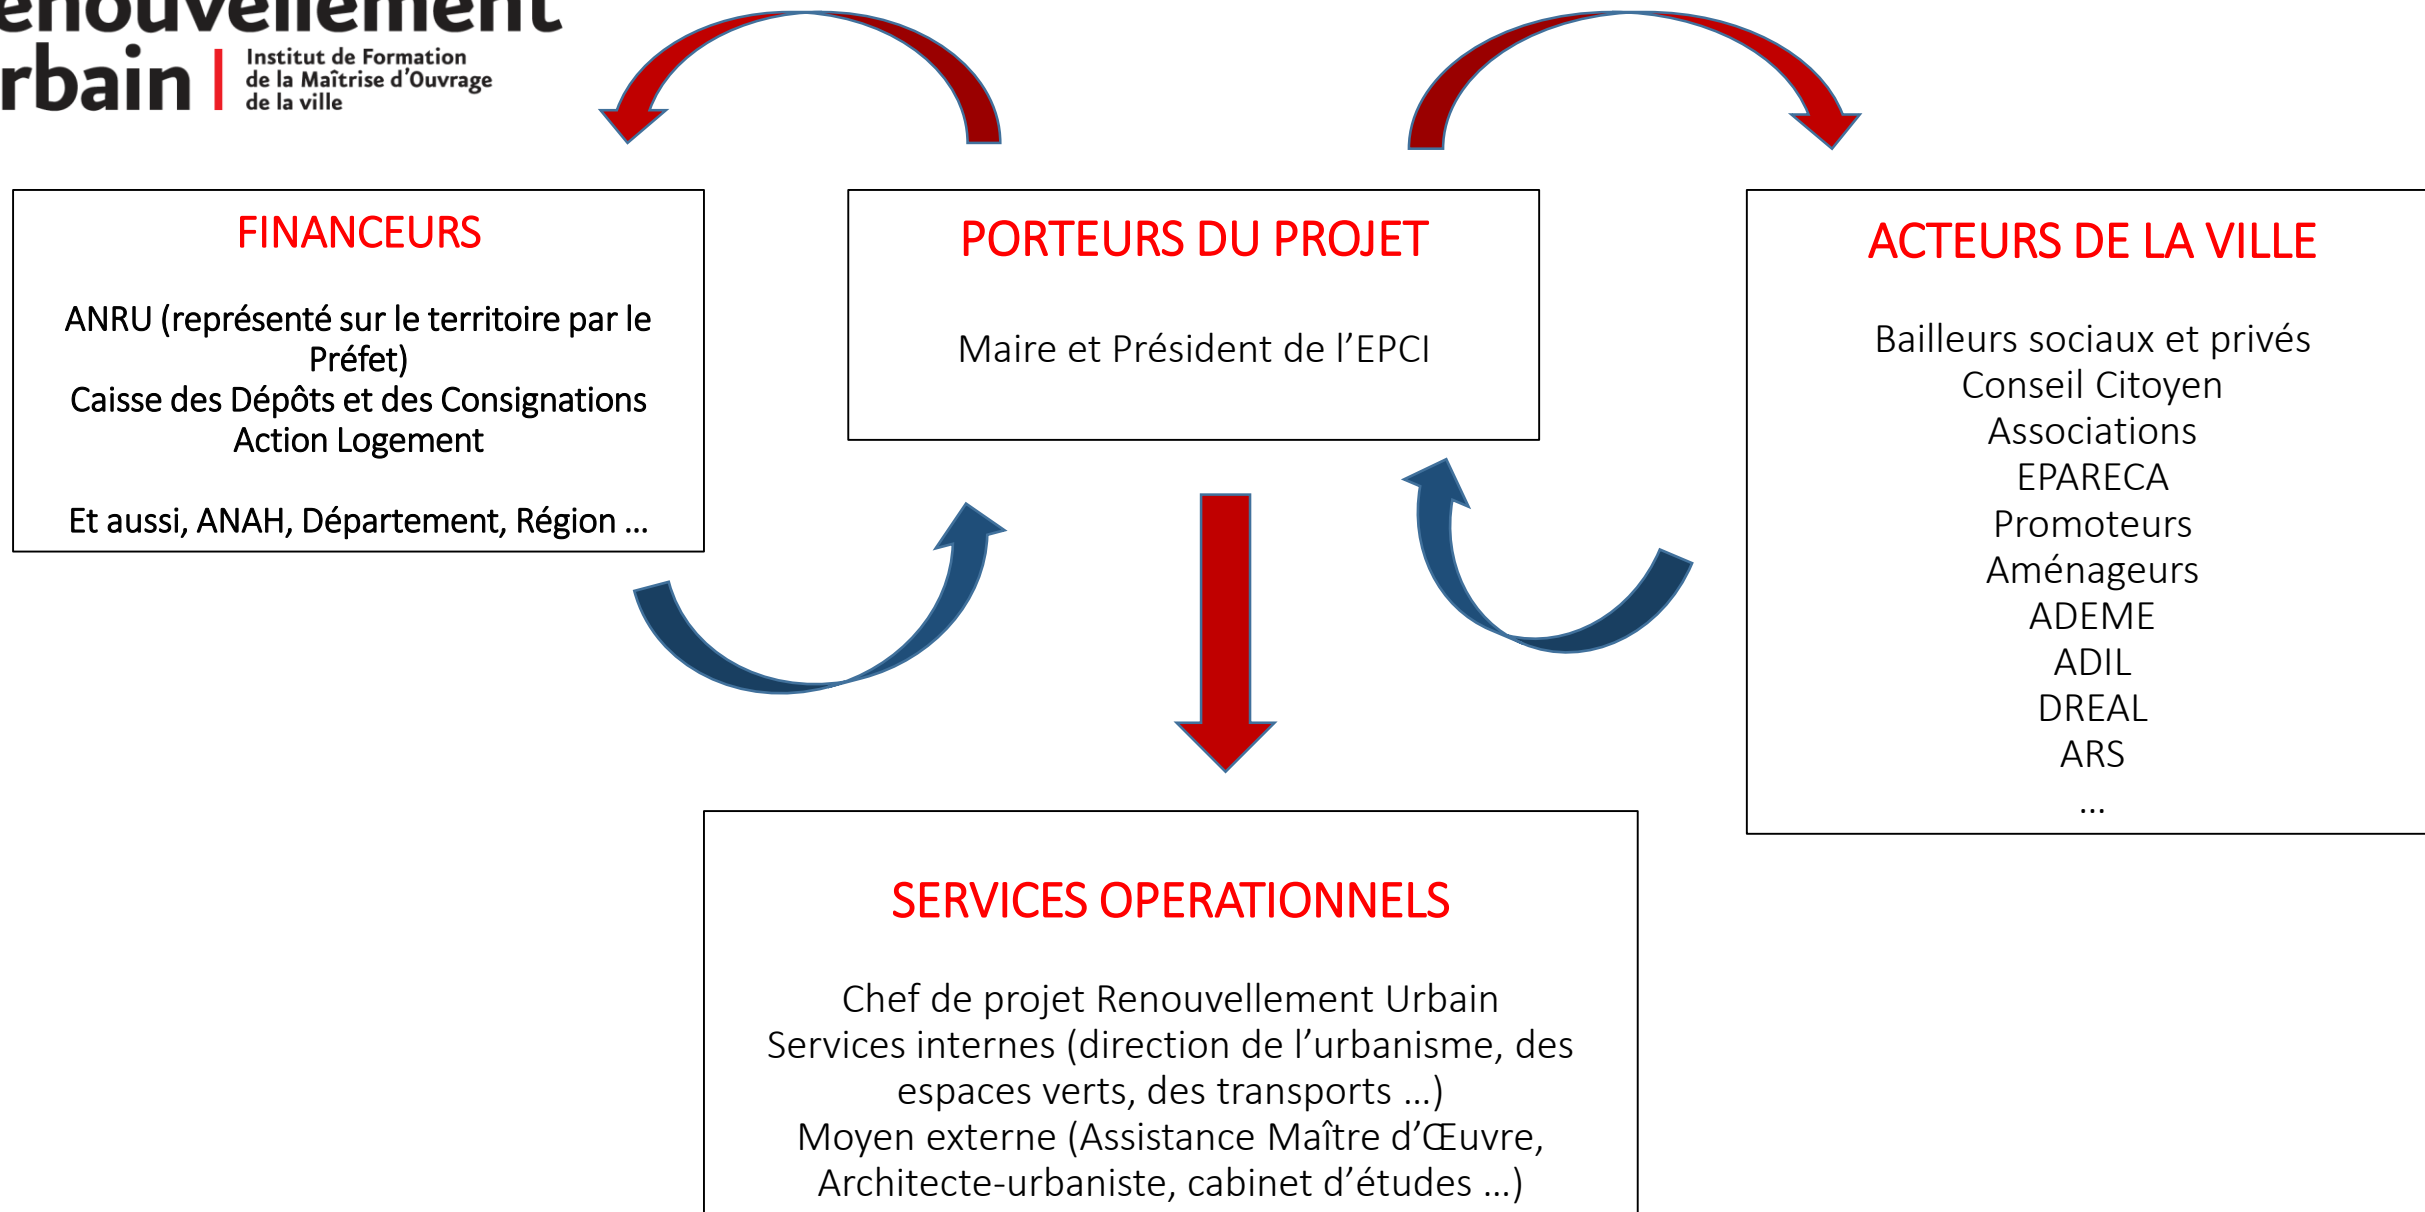 enouvellement
rbain
Institut de Formation
de la Maîtrise d'Ouvrage
de la ville
FINANCEURS
ANRU (représenté sur le territoire par le
Préfet)
Caisse des Dépôts et des Consignations
Action Logement
Et aussi, ANAH, Département, Région ...
PORTEURS DU PROJET
Maire et Président de l’EPCI
ACTEURS DE LA VILLE
Bailleurs sociaux et privés
Conseil Citoyen
Associations
EPARECA
Promoteurs
Aménageurs
ADEME
ADIL
DREAL
ARS
...
SERVICES OPERATIONNELS
Chef de projet Renouvellement Urbain
Services internes (direction de l’urbanisme, des
espaces verts, des transports ...)
Moyen externe (Assistance Maître d’Œuvre,
Architecte-urbaniste, cabinet d’études ...)